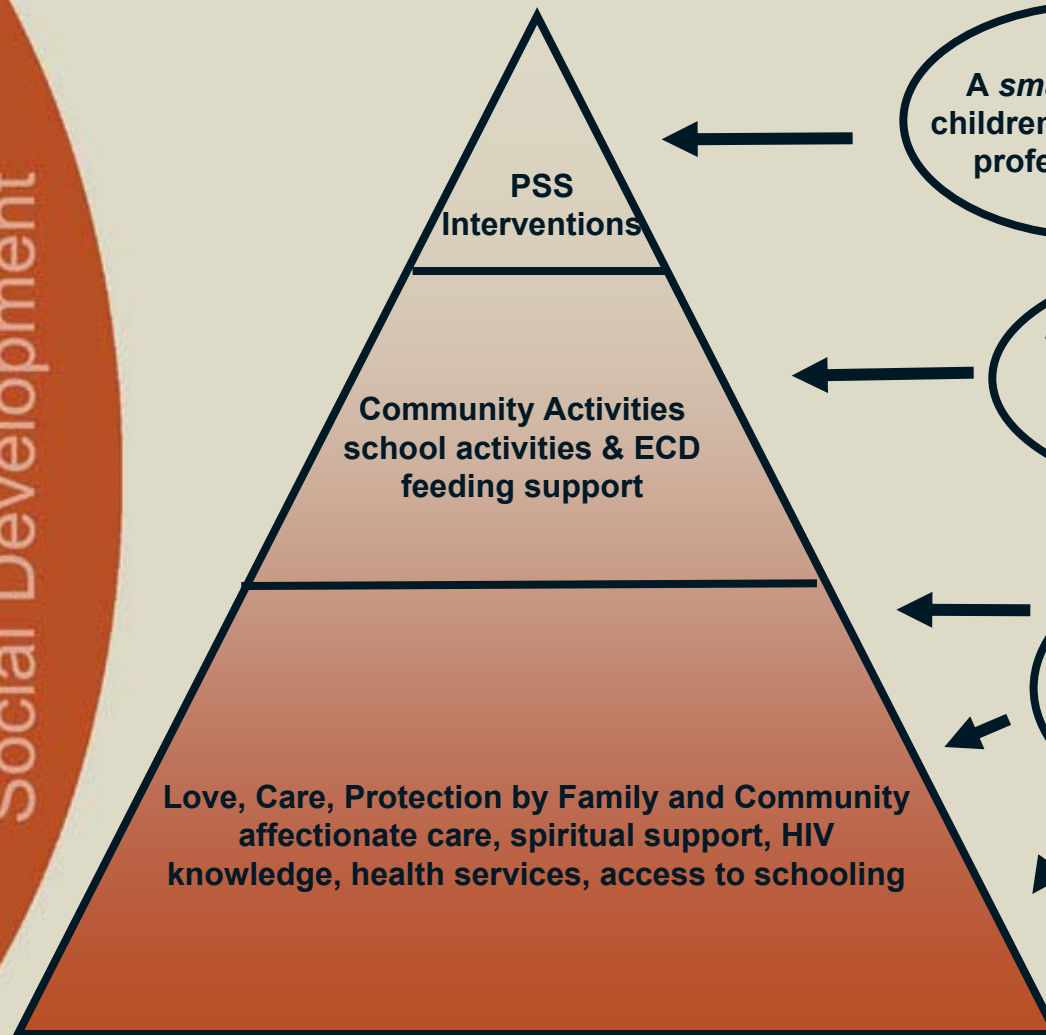 Social Development
PSS
Interventions
A
children
Community Activities
school activities & ECD
feeding support
Love, Care, Protection by Family and Community
affectionate care, spiritual support, HIV
knowledge, health services, access to schooling